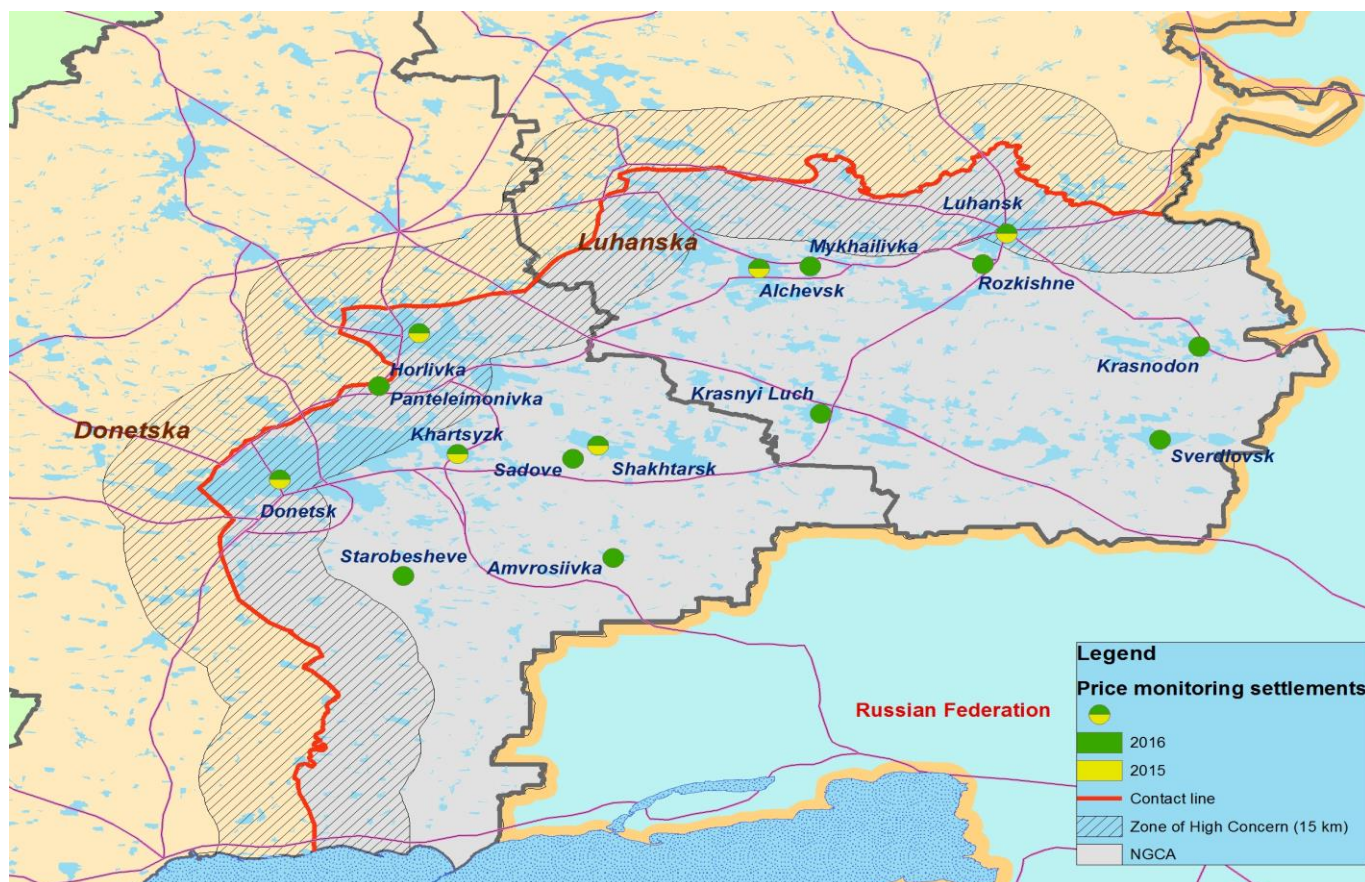 Luhansk
Luhanska
Mykhailivka
Alchevsk
Rozkishne
Horlivka
Krasnodon
Panteleimonivka
Krasnyi Luch
Donetska
Khartsyzk
Sadove
Shakhtarsk
Sverdlovsk
Donetsk
Starobesheve
Amvrosiivka
Russian Federation
Legend
Price monitoring settlements
2016
2015
Contact line
Zone of High Concern (15 km)
NGCA